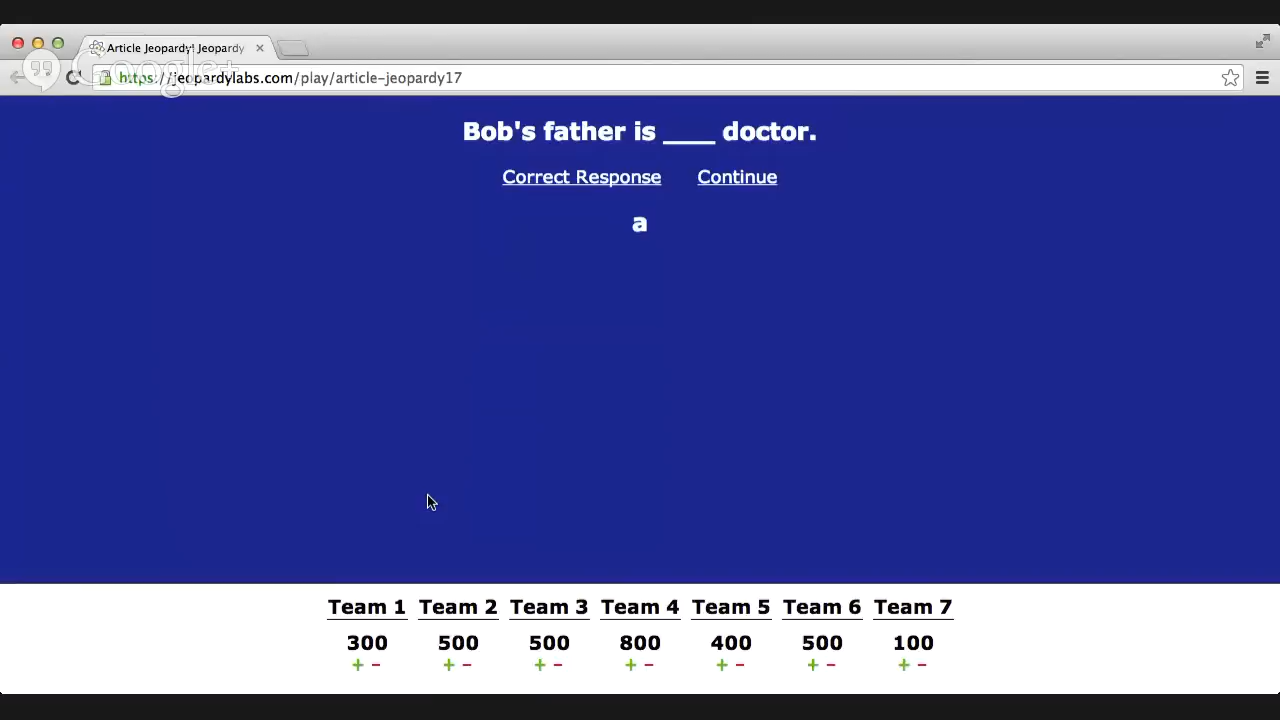 Article Jeopardy! Jeopardy
Google+
https://jeopardylabs.com/play/article-jeopardy17
Bob's father is ____ doctor.
Correct Response Continue
a
Team 1 Team 2 Team 3 Team 4 Team 5 Team 6 Team 7
300 500 500 800 400 500 100
+ - + - + - + - + - + - + -